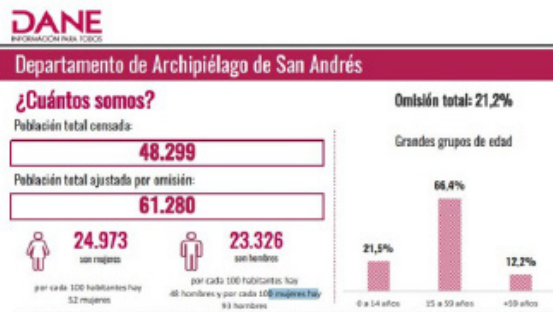 DANE
INFORMACIÓN PARA TODOS
Departamento de Archipiélago de San Andrés
¿Cuántos somos?
Población total censada:
48.299
Población total ajustada por omisión:
61.280
24.973
son mujeres
por cada 100 habitantes hay
52 mujeres
23.326
son hombres
por cada 100 habitantes hay
48 hombres y por cada 100 mujeres hay
93 hombres
Omisión total: 21,2%
Grandes grupos de edad
21,5%
66,4%
12,2%
0 a 14 años
15 a 59 años
+59 años